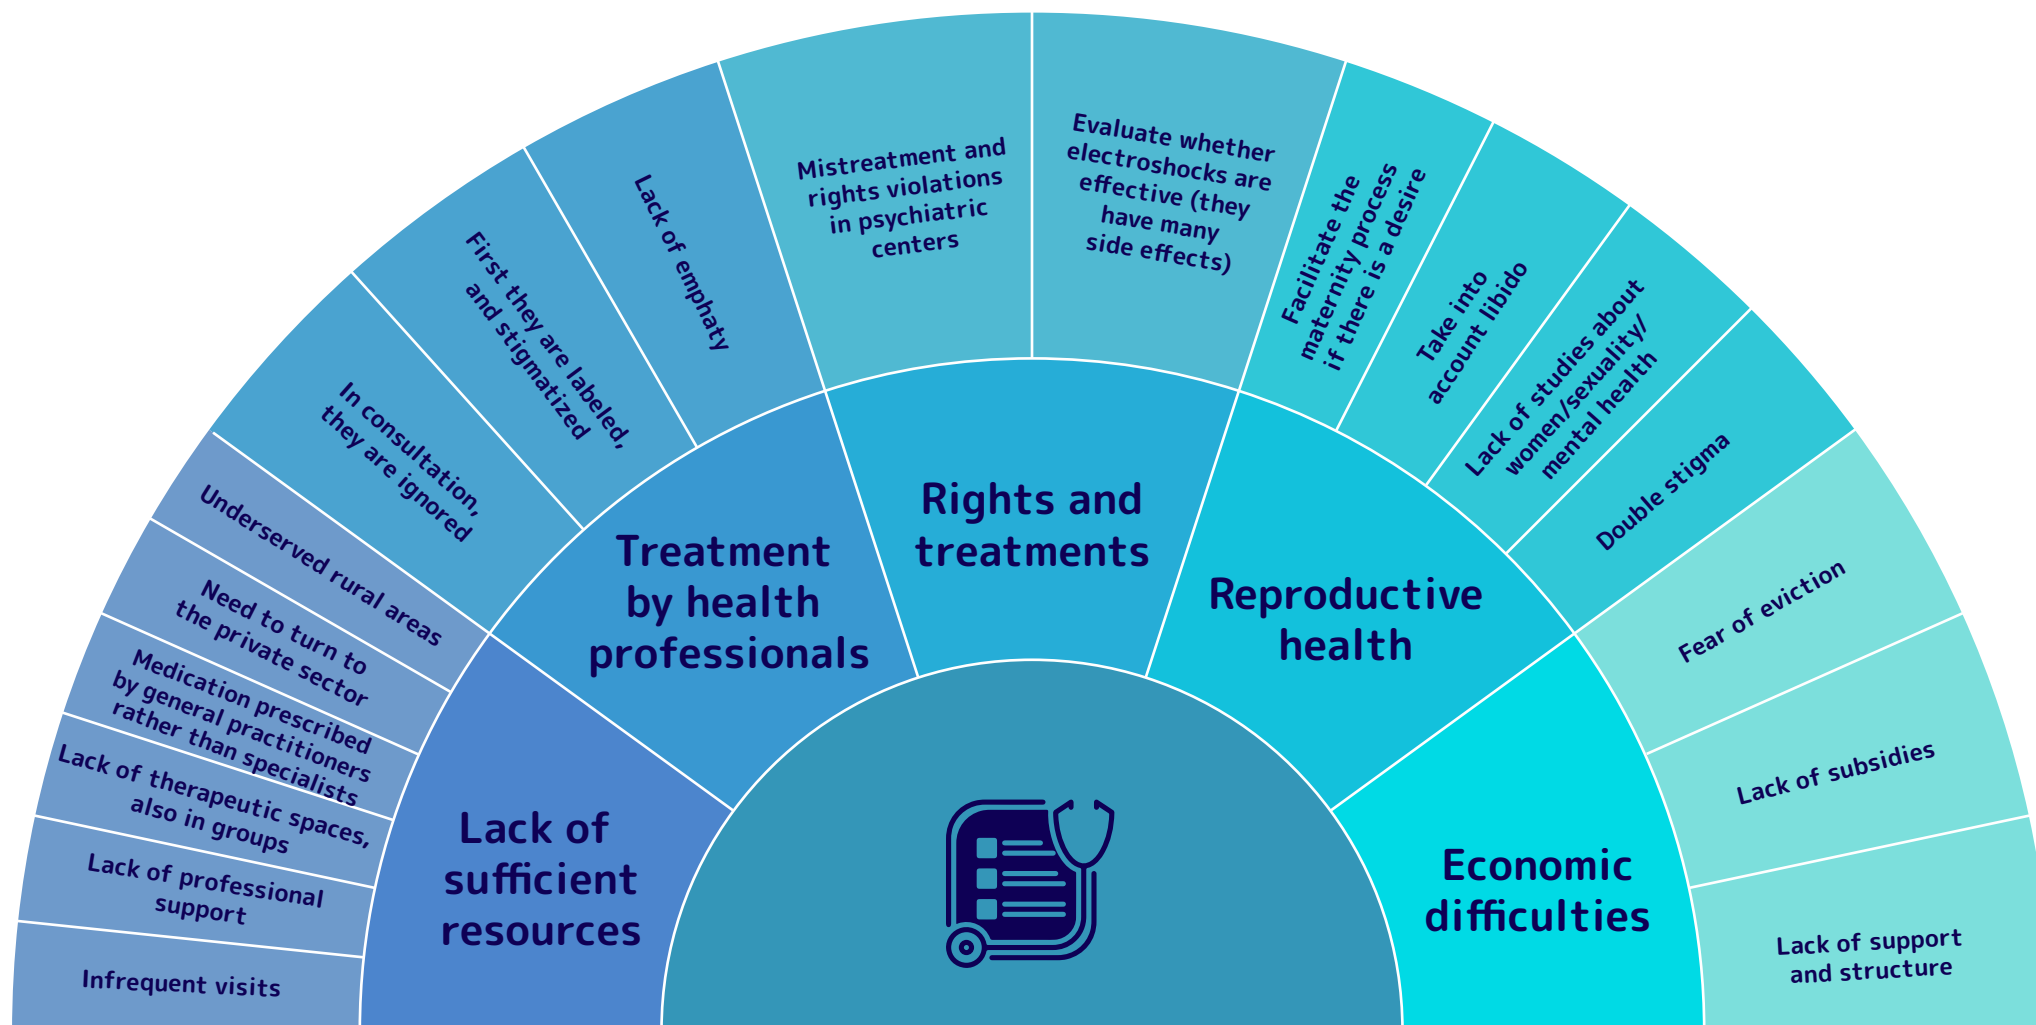 Lack of
sufficient
resources
Infrequent visits
Lack of professional
support
Lack of therapeutic spaces,
also in groups
Medication prescribed
by general practitioners
rather than specialists
Need to turn to
the private sector
Underserved rural areas
Treatment
by health
professionals
In consultation,
they are ignored
First they are labeled,
and stigmatized
Lack of emphaty
Rights and
treatments
Mistreatment and
rights violations
in psychiatric
centers
Evaluate whether
electroshocks are
effective (they
have many
side effects)
Reproductive
health
Facilitate the
maternity process
if there is a desire
Take into
account libido
Lack of studies about
women/sexuality/
mental health
Double stigma
Economic
difficulties
Fear of eviction
Lack of subsidies
Lack of support
and structure